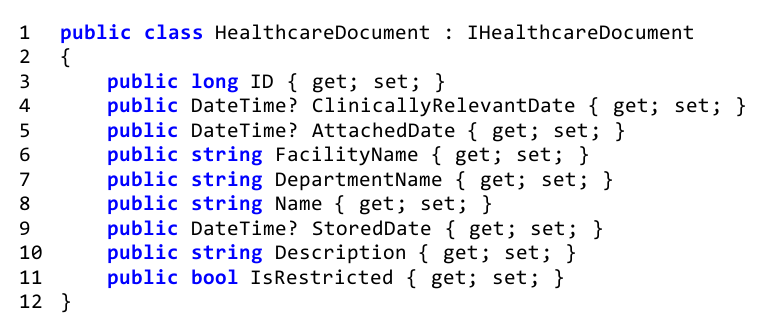 1 public class HealthcareDocument : IHealthcareDocument
2 {
3     public long ID { get; set; }
4     public DateTime? ClinicallyRelevantDate { get; set; }
5     public DateTime? AttachedDate { get; set; }
6     public string FacilityName { get; set; }
7     public string DepartmentName { get; set; }
8     public string Name { get; set; }
9     public DateTime? StoredDate { get; set; }
10     public string Description { get; set; }
11     public bool IsRestricted { get; set; }
12 }